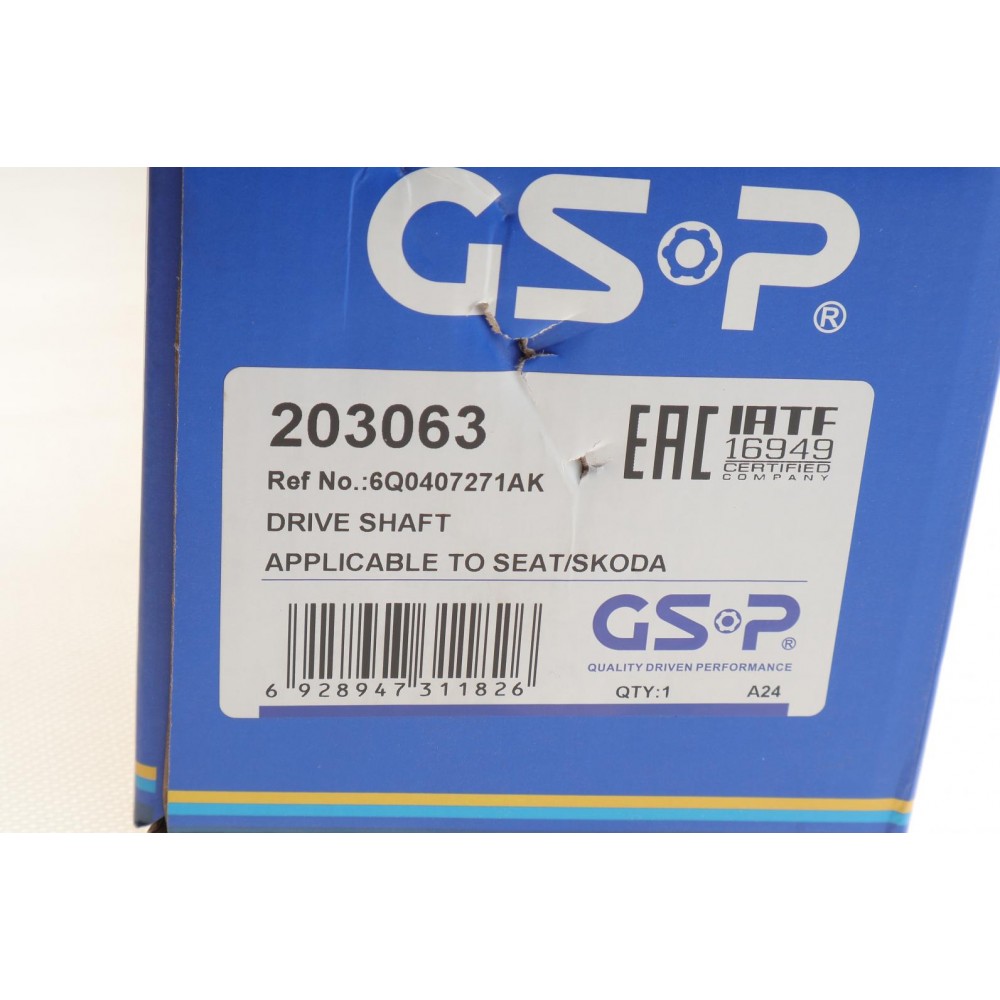 GSP®
203063
EAC
IATF
16949
CERTIFIED
COMPANY
Ref No.:6Q0407271AK
DRIVE SHAFT
APPLICABLE TO SEAT/SKODA
GSP®
QUALITY DRIVEN PERFORMANCE
6 928947 311826
QTY:1
A24